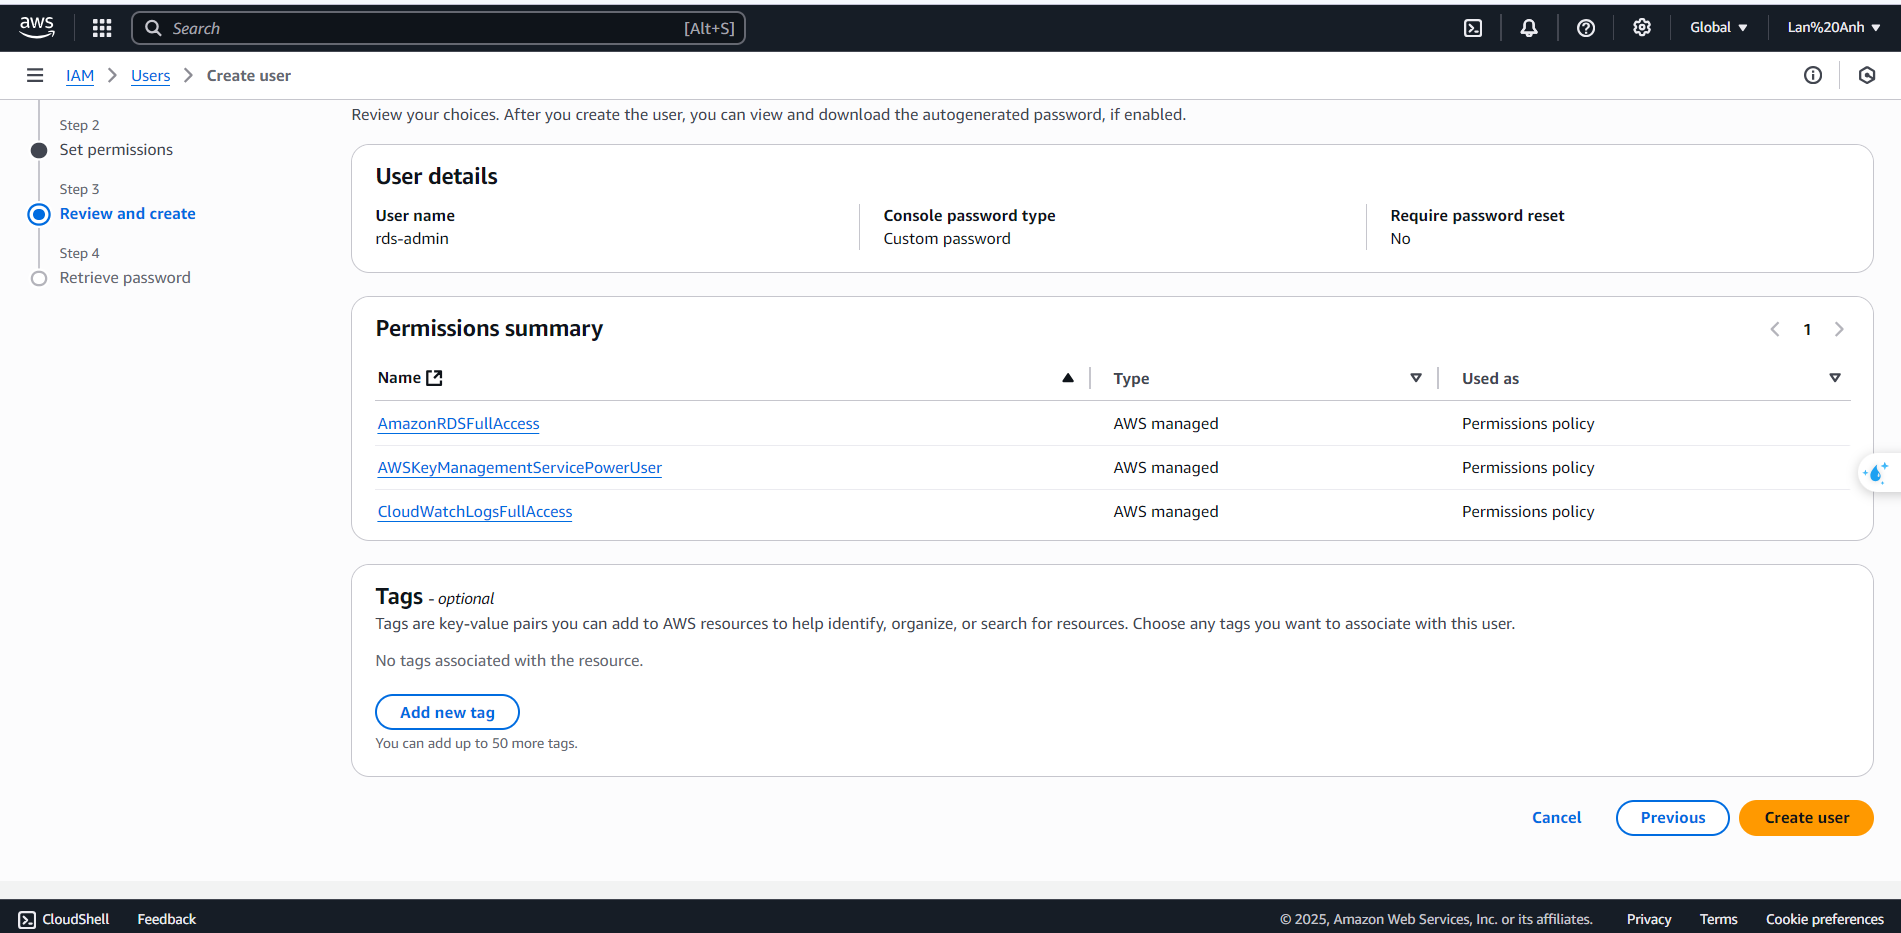 aws
Search [Alt+S]
Global
Lan%20Anh
IAM > Users > Create user
Step 2
Set permissions
Step 3
Review and create
Step 4
Retrieve password
Review your choices. After you create the user, you can view and download the autogenerated password, if enabled.
User details
User name
rds-admin
Console password type
Custom password
Require password reset
No
Permissions summary
1
Name Type Used as
AmazonRDSFullAccess AWS managed Permissions policy
AWSKeyManagementServicePowerUser AWS managed Permissions policy
CloudWatchLogsFullAccess AWS managed Permissions policy
Tags - optional
Tags are key-value pairs you can add to AWS resources to help identify, organize, or search for resources. Choose any tags you want to associate with this user.
No tags associated with the resource.
Add new tag
You can add up to 50 more tags.
Cancel Previous Create user
CloudShell Feedback © 2025, Amazon Web Services, Inc. or its affiliates. Privacy Terms Cookie preferences